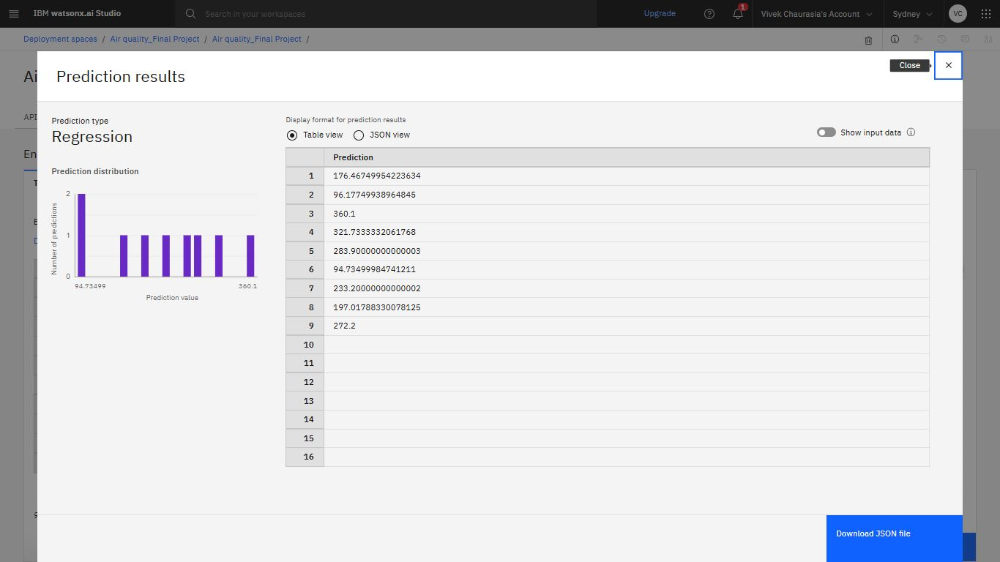 IBM watsonx.ai Studio
Search in your workspaces
Upgrade
1
Vivek Chaurasia's Account
Sydney
VC
Deployment spaces / Air quality_Final Project / Air quality_Final Project /
Ai
Prediction results
Close
API
En
Prediction type
Regression
Display format for prediction results
Table view
JSON view
Show input data
Prediction distribution
Number of predictions
2
1
0
94.73499
360.1
Prediction value
Prediction
1 176.46749954223634
2 96.17749938964845
3 360.1
4 321.7333332061768
5 283.90000000000003
6 94.73499984741211
7 233.20000000000002
8 197.01788330078125
9 272.2
10
11
12
13
14
15
16
Download JSON file